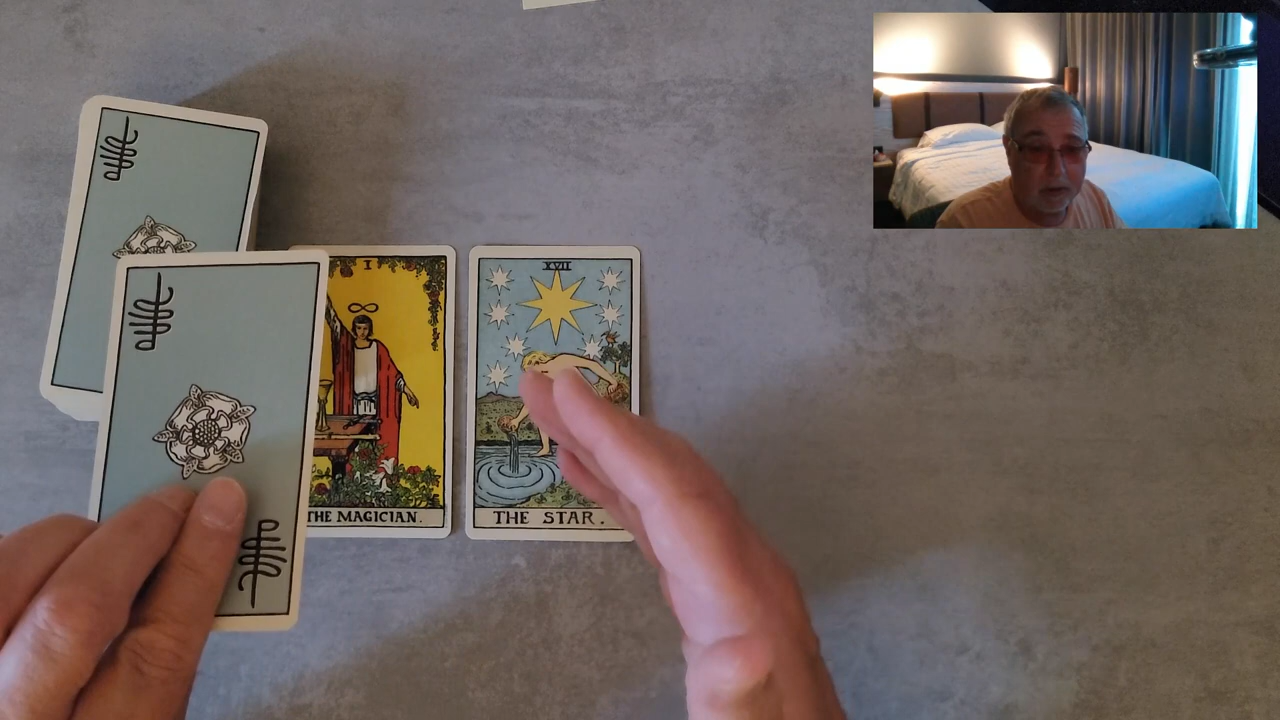 I
THE MAGICIAN.
XVII
THE STAR.